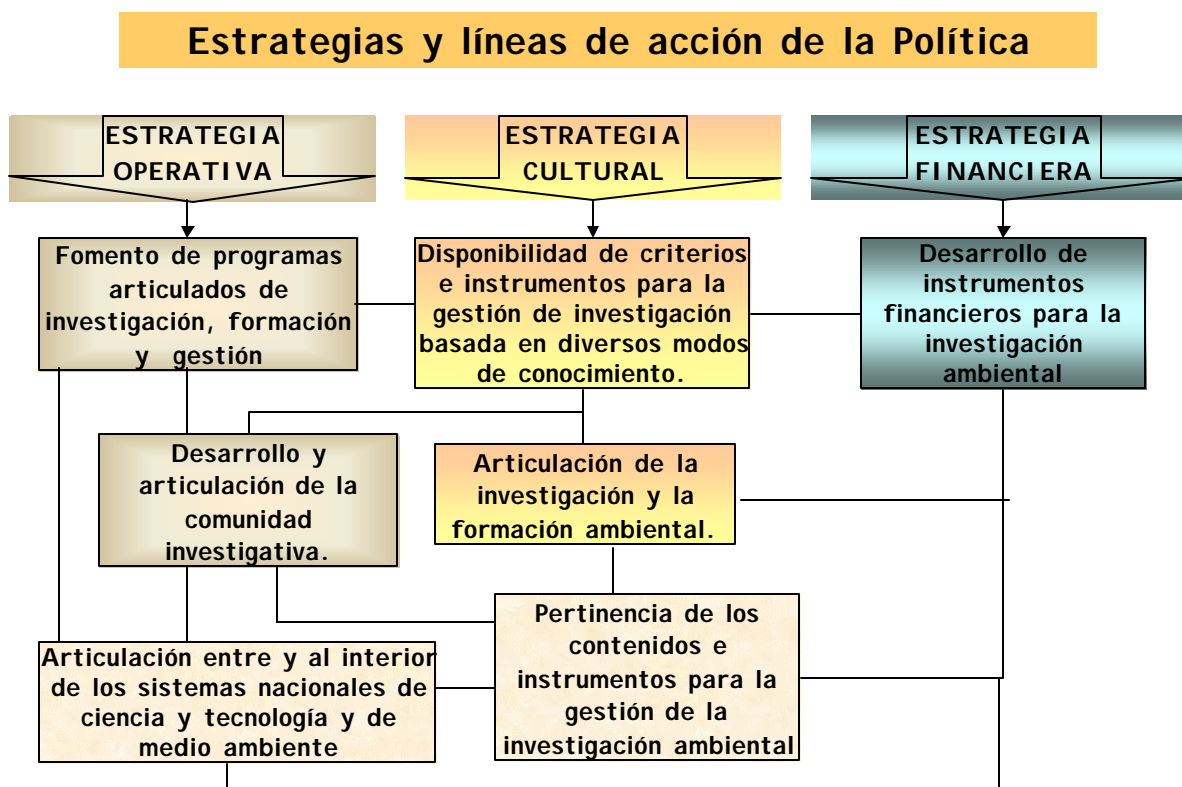 Estrategias y líneas de acción de la Política
ESTRATEGIA
OPERATIVA
ESTRATEGIA
CULTURAL
ESTRATEGIA
FINANCIERA
Fomento de programas
articulados de
investigación, formación
y gestión
Disponibilidad de criterios
e instrumentos para la
gestión de investigación
basada en diversos modos
de conocimiento.
Desarrollo de
instrumentos
financieros para la
investigación
ambiental
Desarrollo y
articulación de la
comunidad
investigativa.
Articulación de la
investigación y la
formación ambiental.
Articulación entre y al interior
de los sistemas nacionales de
ciencia y tecnología y de
medio ambiente
Pertinencia de los
contenidos e
instrumentos para la
gestión de la
investigación ambiental